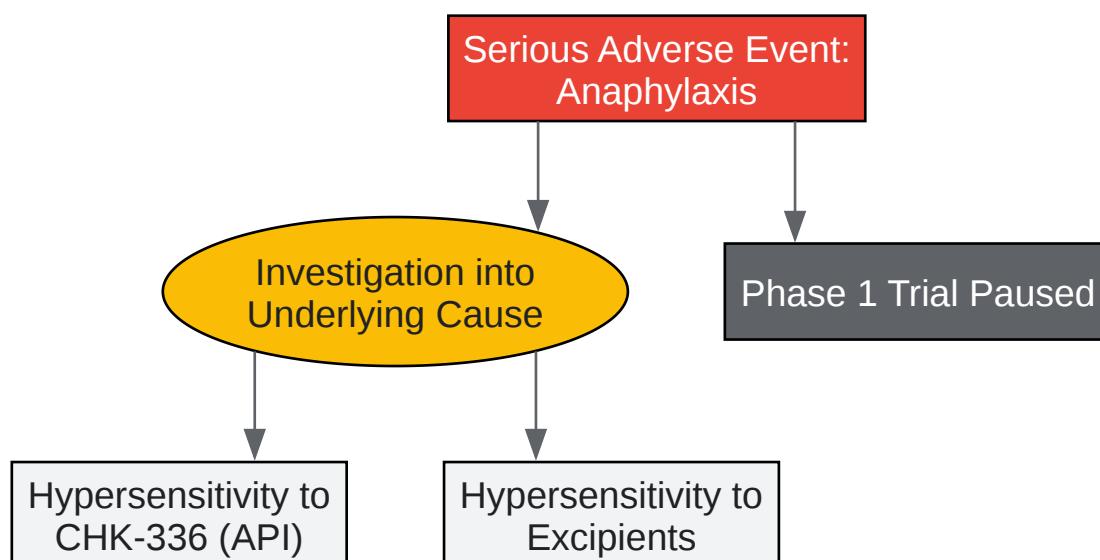 Serious Adverse Event:
Anaphylaxis
Investigation into
Underlying Cause
Phase 1 Trial Paused
Hypersensitivity to
CHK-336 (API)
Hypersensitivity to
Excipients